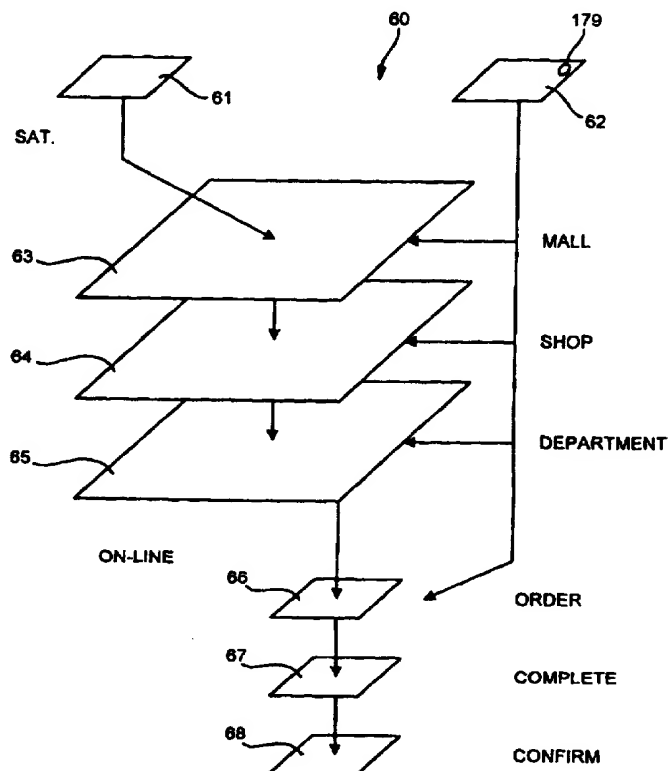 60
179
61
62
SAT.
63
MALL
64
SHOP
65
DEPARTMENT
ON-LINE
66
ORDER
67
COMPLETE
68
CONFIRM